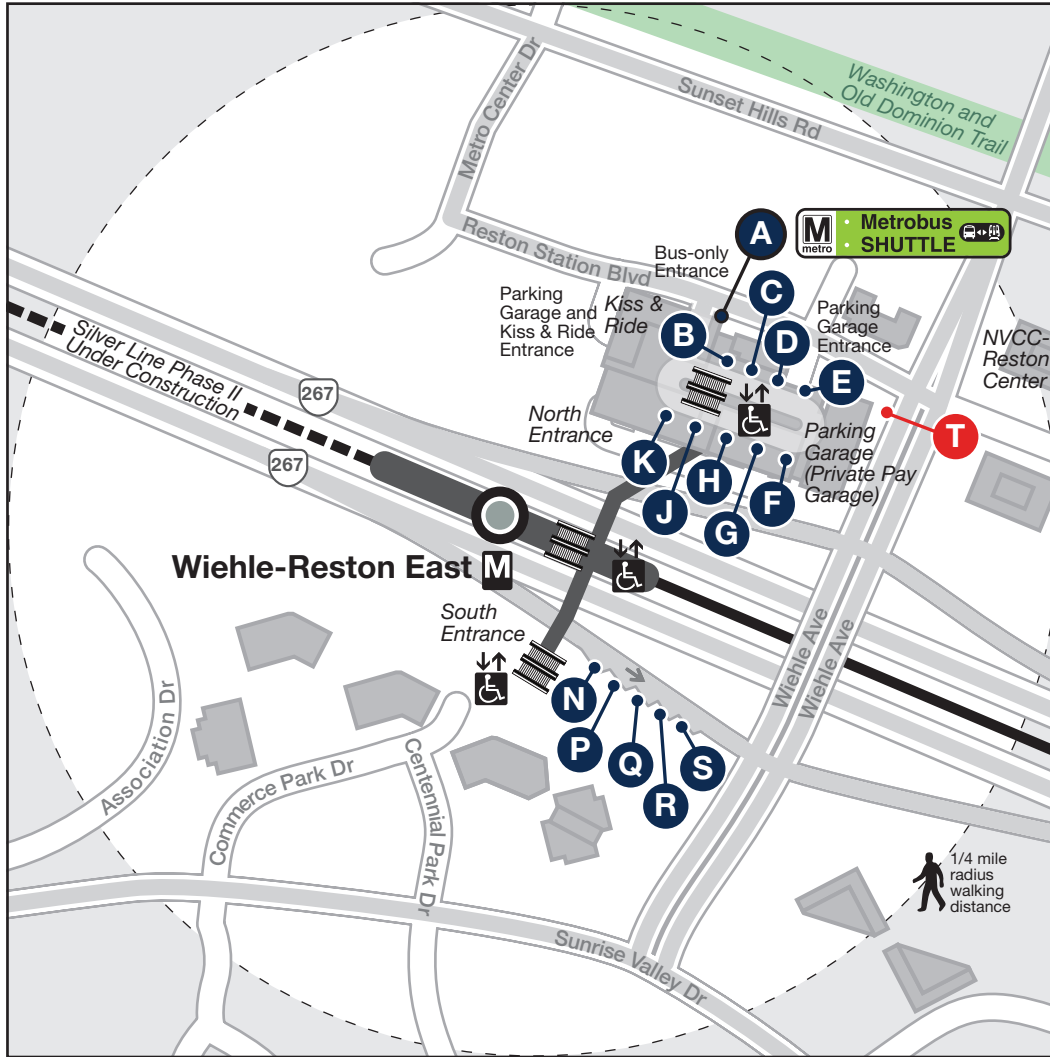 Metro Center Dr
Sunset Hills Rd
Washington and
Old Dominion Trail
Reston Station Blvd
A
M
metro
· Metrobus
· SHUTTLE
Bus-only
Entrance
C
Parking
Garage and
Kiss & Ride
Entrance
Kiss &
Ride
B
D
Parking
Garage
Entrance
E
NVCC-
Reston
Center
Silver Line Phase II
Under Construction
267
267
North
Entrance
K
J
H
G
F
Parking
Garage
(Private Pay
Garage)
T
Wiehle-Reston East
M
South
Entrance
Wiehle Ave
Wiehle Ave
N
P
Q
R
S
Association Dr
Commerce Park Dr
Centennial Park Dr
Sunrise Valley Dr
1/4 mile
radius
walking
distance